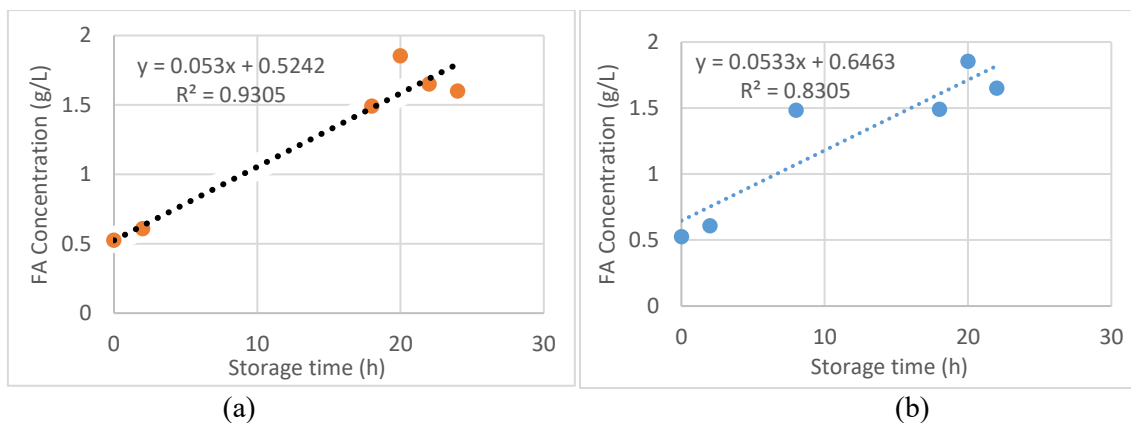 2
1.5
1
0.5
0
FA Concentration (g/L)
y = 0.053x + 0.5242
R² = 0.9305
0 10 20 30
Storage time (h)
(a)
2
1.5
1
0.5
0
FA Concentration (g/L)
y = 0.0533x + 0.6463
R² = 0.8305
0 10 20 30
Storage time (h)
(b)